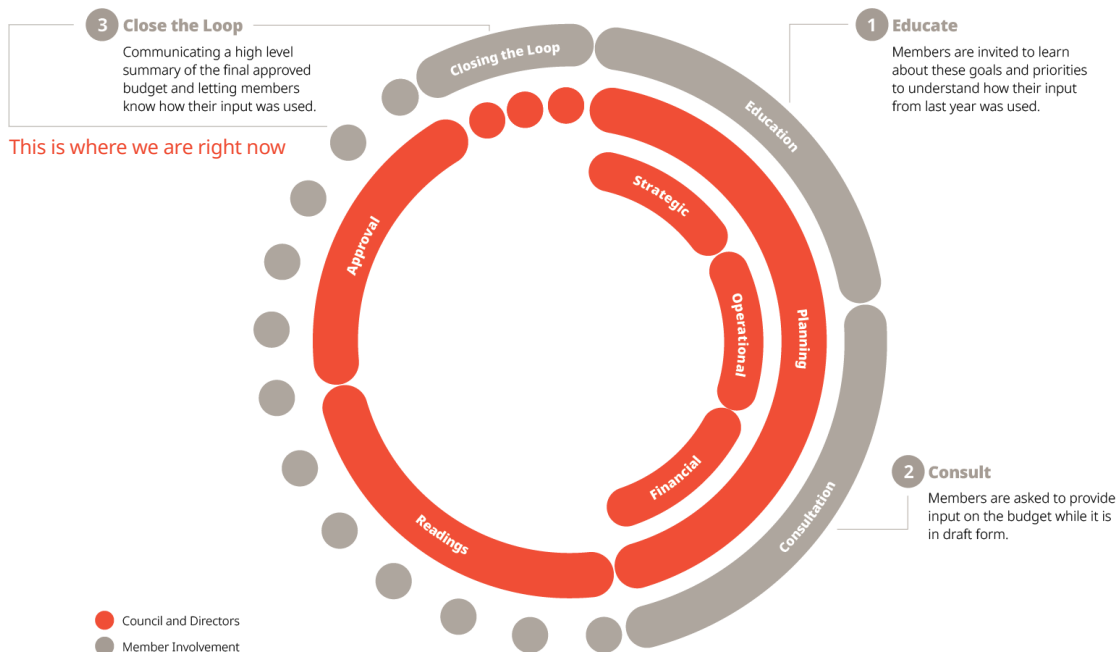 3 Close the Loop
Communicating a high level
summary of the final approved
budget and letting members
know how their input was used.
This is where we are right now
1 Educate
Members are invited to learn
about these goals and priorities
to understand how their input
from last year was used.
Closing the Loop
Education
Strategic
Approval
Operational
Planning
Financial
Readings
Consultation
2 Consult
Members are asked to provide
input on the budget while it is
in draft form.
Council and Directors
Member Involvement